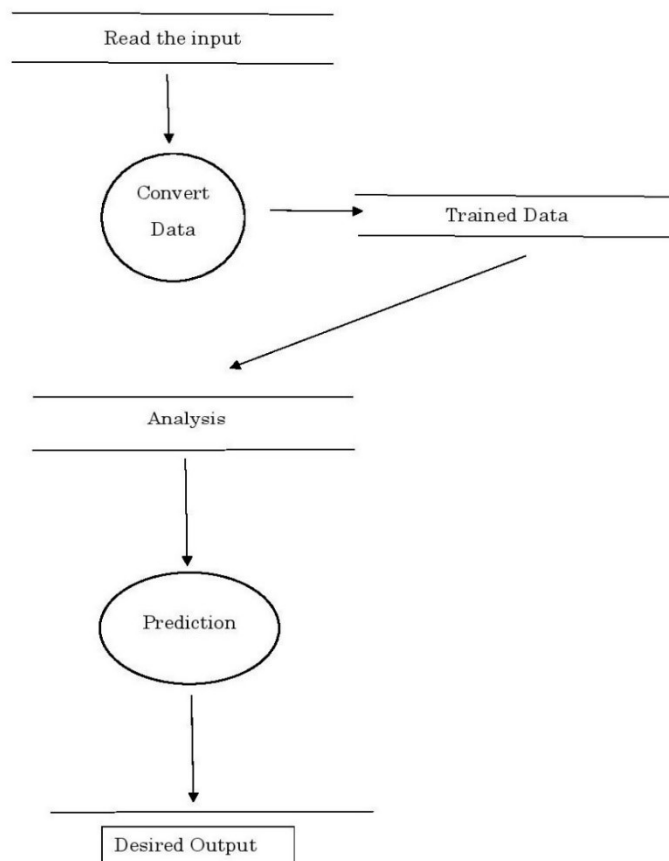 Read the input
Convert
Data
Trained Data
Analysis
Prediction
Desired Output